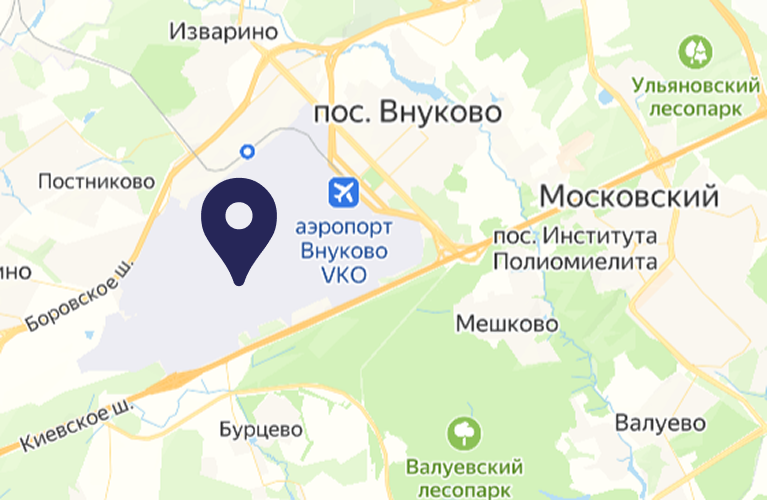 Изварино
Ульяновский
лесопарк
пос. Внуково
Постниково
Московский
аэропорт
Внуково
VKO
пос. Института
Полиомиелита
ино
Боровское ш.
Мешково
Киевское ш.
Бурцево
Валуево
Валуевский
лесопарк